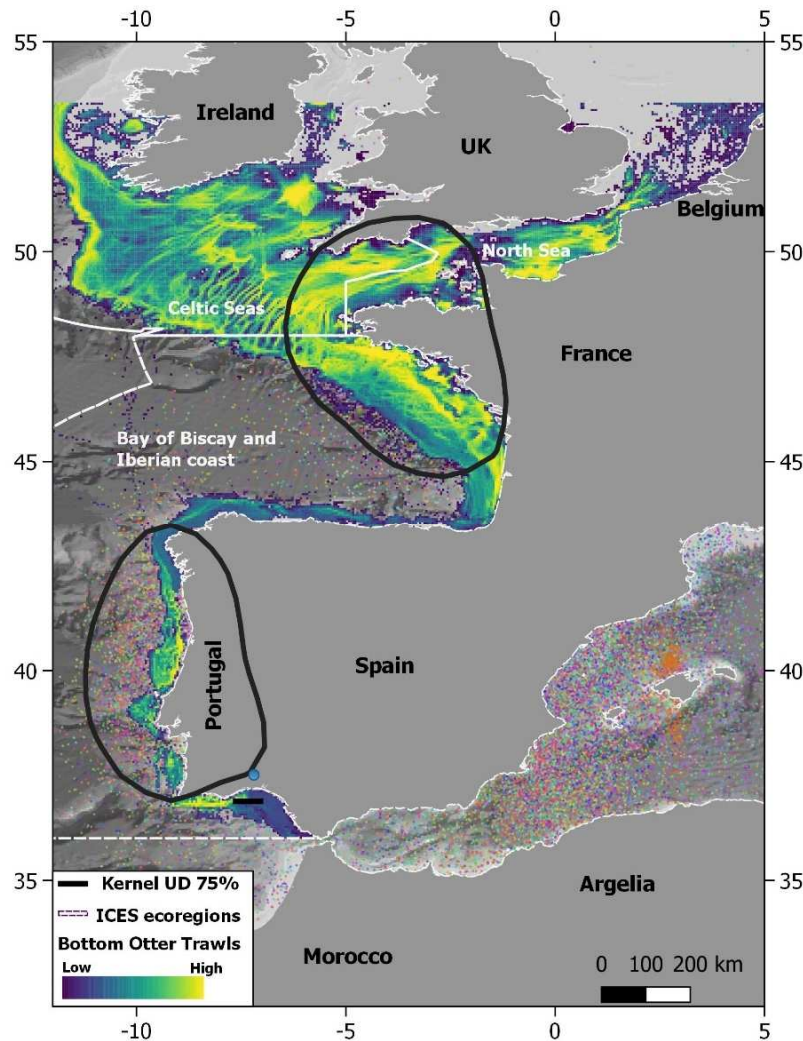 -10 -5 0 5
55 55
Ireland
UK
Belgium
50 North Sea 50
Celtic Seas
France
Bay of Biscay and
Iberian coast
45 45
Portugal
Spain
40 40
35 35
Kernel UD 75%
ICES ecoregions
Bottom Otter Trawls
Low High
Argelia
Morocco
0 100 200 km
-10 -5 0 5